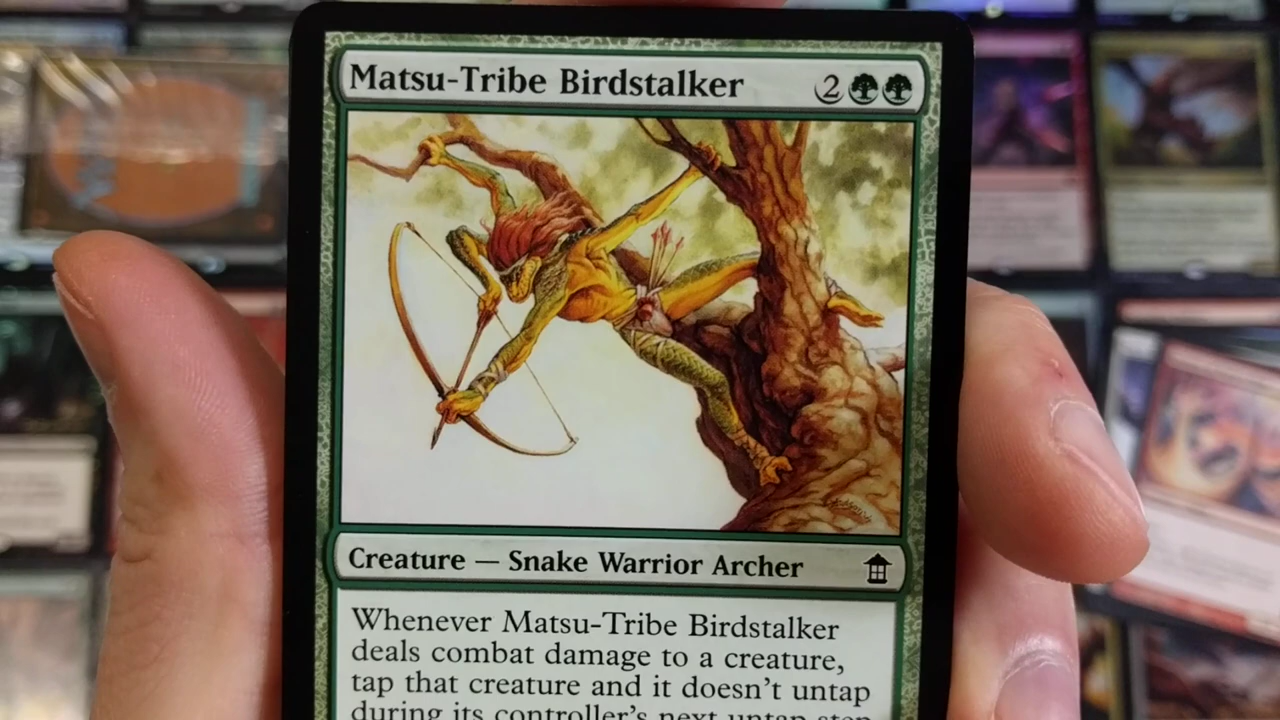 Matsu-Tribe Birdstalker 2
Creature — Snake Warrior Archer
Whenever Matsu-Tribe Birdstalker
deals combat damage to a creature,
tap that creature and it doesn't untap
during its controller's next untap step